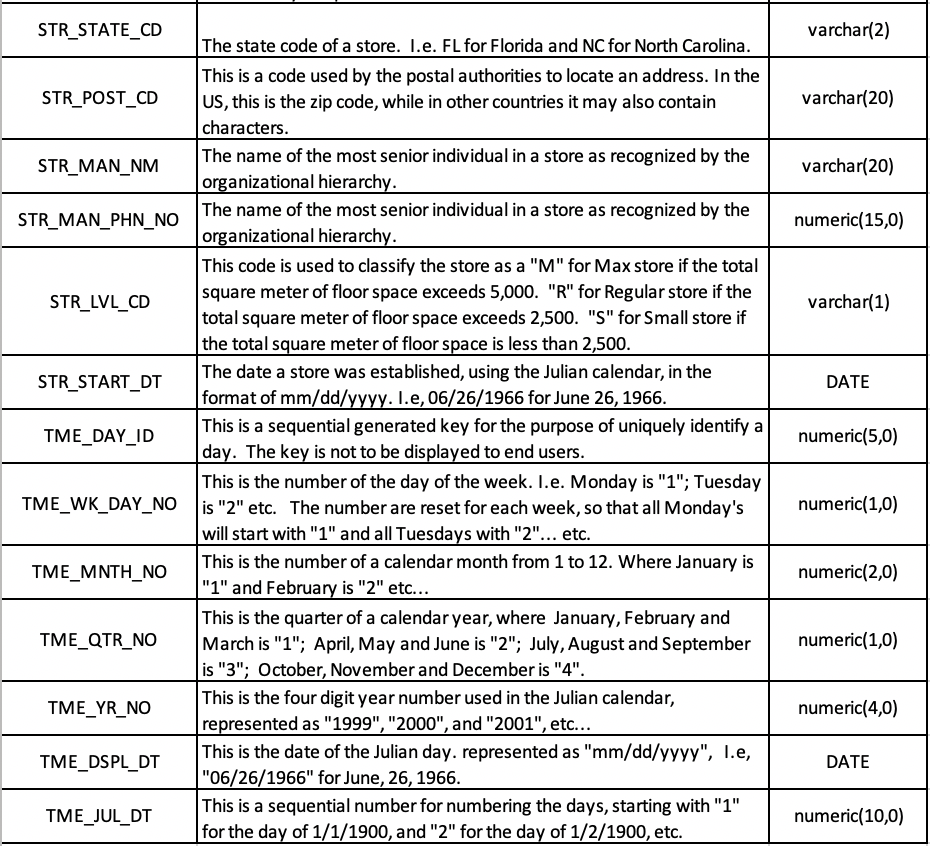 STR_STATE_CD
The state code of a store. I.e. FL for Florida and NC for North Carolina.
varchar(2)
STR_POST_CD
This is a code used by the postal authorities to locate an address. In the
US, this is the zip code, while in other countries it may also contain
characters.
varchar(20)
STR_MAN_NM
The name of the most senior individual in a store as recognized by the
organizational hierarchy.
varchar(20)
STR_MAN_PHN_NO
The name of the most senior individual in a store as recognized by the
organizational hierarchy.
numeric(15,0)
STR_LVL_CD
This code is used to classify the store as a "M" for Max store if the total
square meter of floor space exceeds 5,000. "R" for Regular store if the
total square meter of floor space exceeds 2,500. "S" for Small store if
the total square meter of floor space is less than 2,500.
varchar(1)
STR_START_DT
The date a store was established, using the Julian calendar, in the
format of mm/dd/yyyy. I.e, 06/26/1966 for June 26, 1966.
DATE
TME_DAY_ID
This is a sequential generated key for the purpose of uniquely identify a
day. The key is not to be displayed to end users.
numeric(5,0)
TME_WK_DAY_NO
This is the number of the day of the week. I.e. Monday is "1"; Tuesday
is "2" etc. The number are reset for each week, so that all Monday's
will start with "1" and all Tuesdays with "2"... etc.
numeric(1,0)
TME_MNTH_NO
This is the number of a calendar month from 1 to 12. Where January is
"1" and February is "2" etc...
numeric(2,0)
TME_QTR_NO
This is the quarter of a calendar year, where January, February and
March is "1"; April, May and June is "2"; July, August and September
is "3"; October, November and December is "4".
numeric(1,0)
TME_YR_NO
This is the four digit year number used in the Julian calendar,
represented as "1999", "2000", and "2001", etc...
numeric(4,0)
TME_DSPL_DT
This is the date of the Julian day. represented as "mm/dd/yyyy", I.e,
"06/26/1966" for June, 26, 1966.
DATE
TME_JUL_DT
This is a sequential number for numbering the days, starting with "1"
for the day of 1/1/1900, and "2" for the day of 1/2/1900, etc.
numeric(10,0)